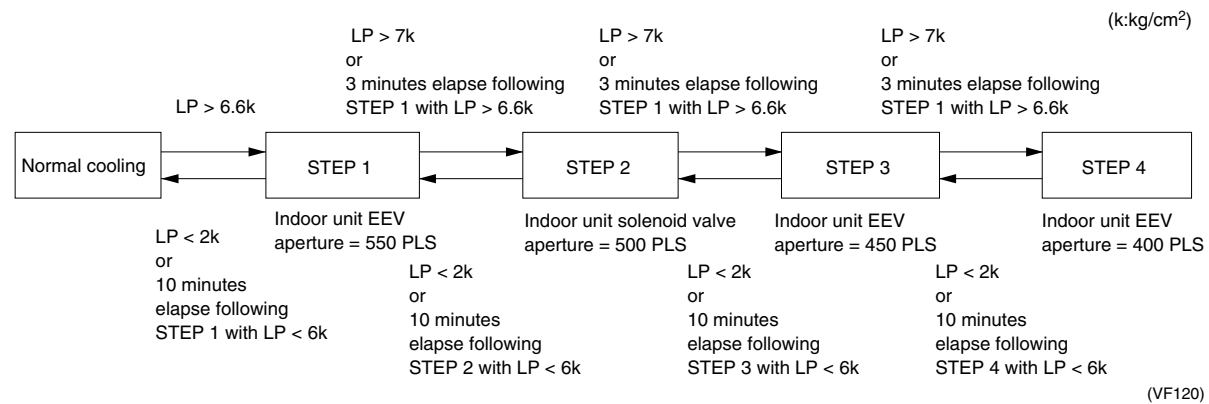 (k:kg/cm²)
LP > 7k
or
3 minutes elapse following
STEP 1 with LP > 6.6k
LP > 7k
or
3 minutes elapse following
STEP 1 with LP > 6.6k
LP > 7k
or
3 minutes elapse following
STEP 1 with LP > 6.6k
LP > 6.6k
Normal cooling
STEP 1
STEP 2
STEP 3
STEP 4
Indoor unit EEV
aperture = 550 PLS
Indoor unit solenoid valve
aperture = 500 PLS
Indoor unit EEV
aperture = 450 PLS
Indoor unit EEV
aperture = 400 PLS
LP < 2k
or
10 minutes
elapse following
STEP 1 with LP < 6k
LP < 2k
or
10 minutes
elapse following
STEP 2 with LP < 6k
LP < 2k
or
10 minutes
elapse following
STEP 3 with LP < 6k
LP < 2k
or
10 minutes
elapse following
STEP 4 with LP < 6k
(VF120)